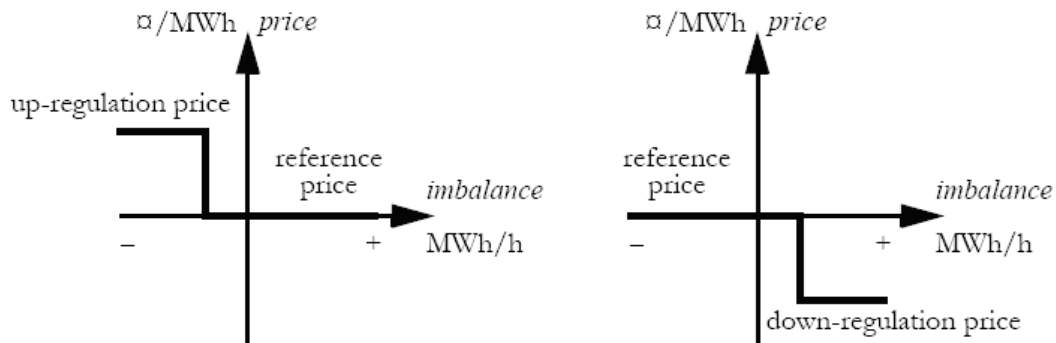 ¤/MWh price
up-regulation price
reference
price
imbalance
– + MWh/h
¤/MWh price
reference
price
imbalance
– + MWh/h
down-regulation price